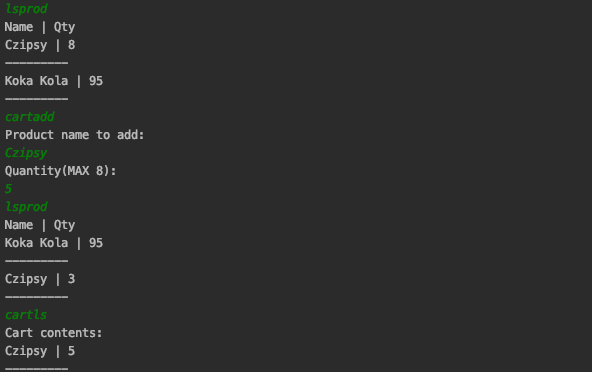 lsprod
Name | Qty
Czipsy | 8
---------
Koka Kola | 95
---------
cartadd
Product name to add:
Czipsy
Quantity(MAX 8):
5
lsprod
Name | Qty
Koka Kola | 95
---------
Czipsy | 3
---------
cartls
Cart contents:
Czipsy | 5
---------